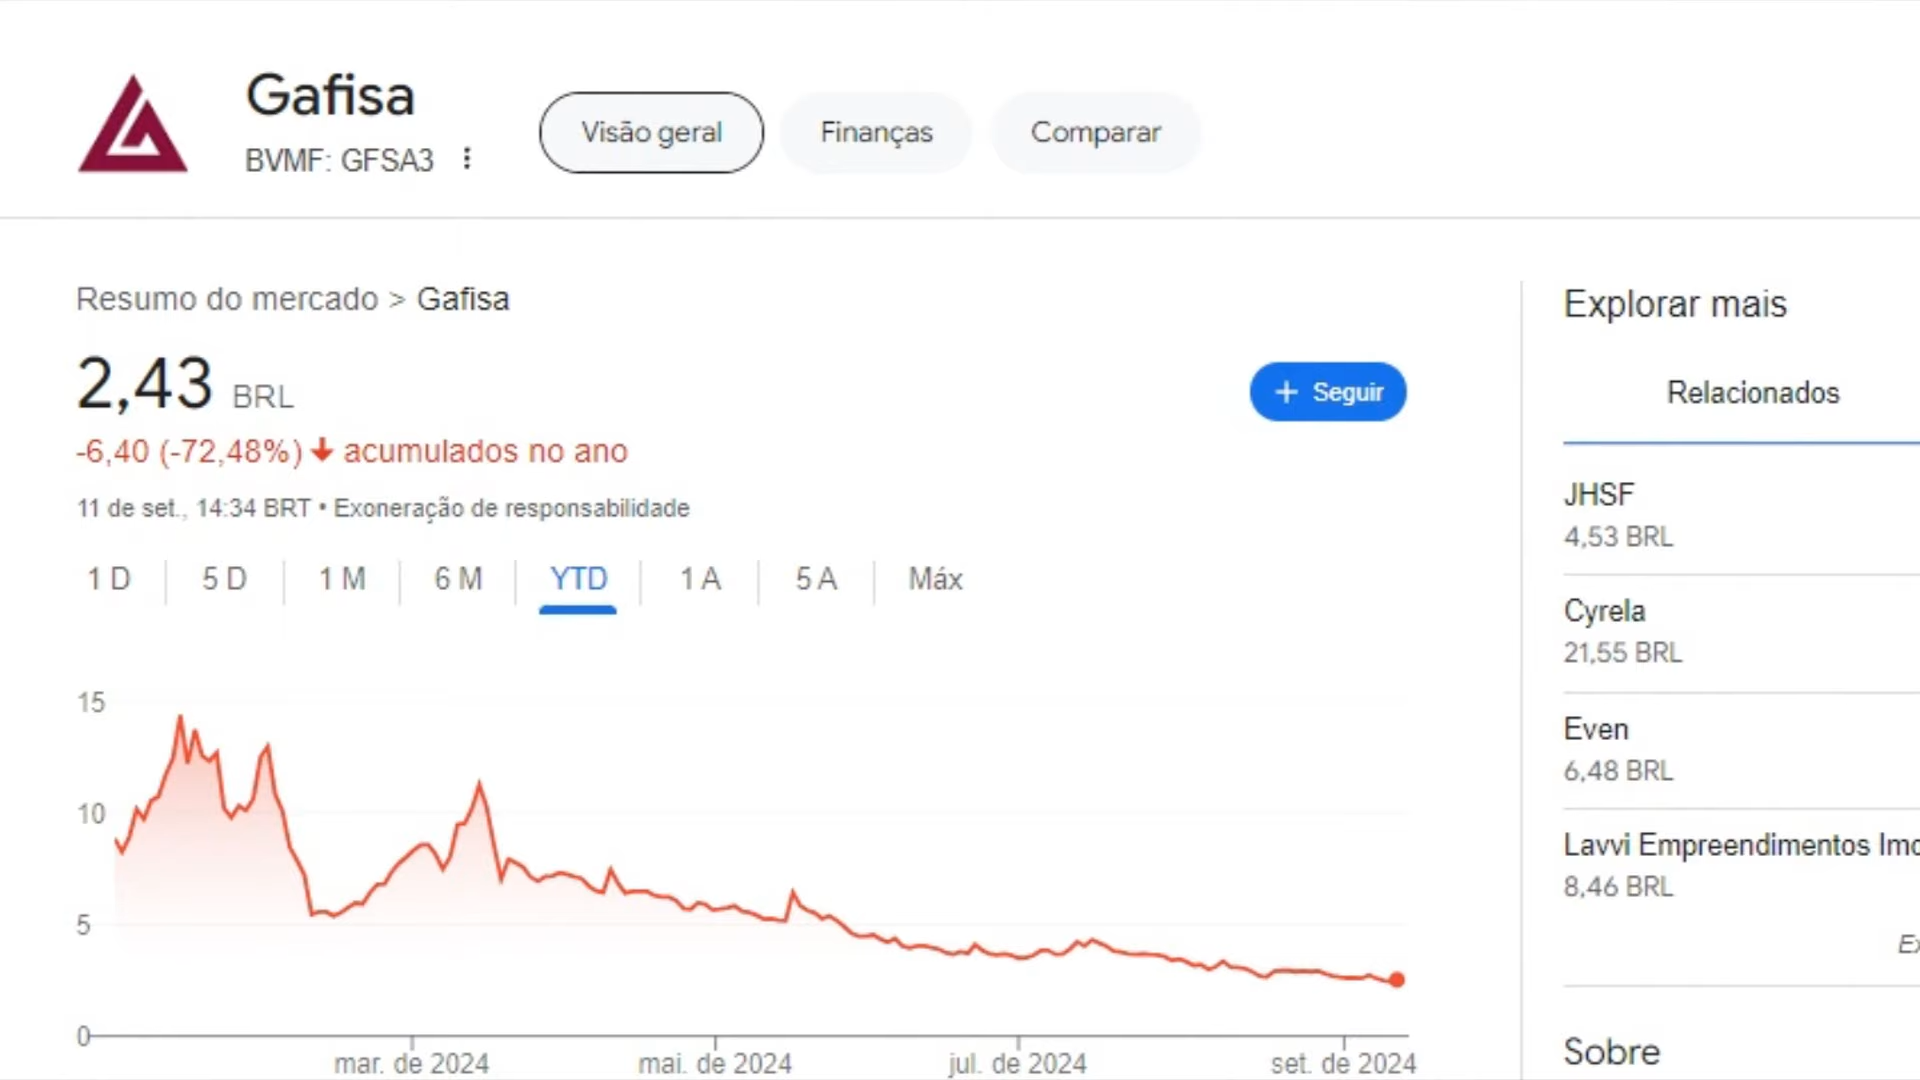 Gafisa
BVMF: GFSA3
Visão geral
Finanças
Comparar
Resumo do mercado > Gafisa
2,43 BRL
-6,40 (-72,48%) acumulados no ano
11 de set., 14:34 BRT • Exoneração de responsabilidade
+ Seguir
1 D
5 D
1 M
6 M
YTD
1 A
5 A
Máx
15
10
5
0
mar. de 2024
mai. de 2024
jul. de 2024
set. de 2024
Explorar mais
Relacionados
JHSF
4,53 BRL
Cyrela
21,55 BRL
Even
6,48 BRL
Lavvi Empreendimentos
8,46 BRL
Sobre